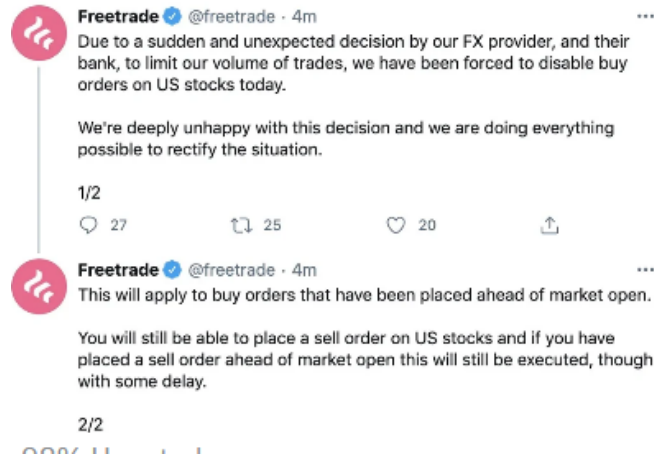 Freetrade @freetrade · 4m
Due to a sudden and unexpected decision by our FX provider, and their
bank, to limit our volume of trades, we have been forced to disable buy
orders on US stocks today.
We're deeply unhappy with this decision and we are doing everything
possible to rectify the situation.
1/2
27 25 20
Freetrade @freetrade · 4m
This will apply to buy orders that have been placed ahead of market open.
You will still be able to place a sell order on US stocks and if you have
placed a sell order ahead of market open this will still be executed, though
with some delay.
2/2